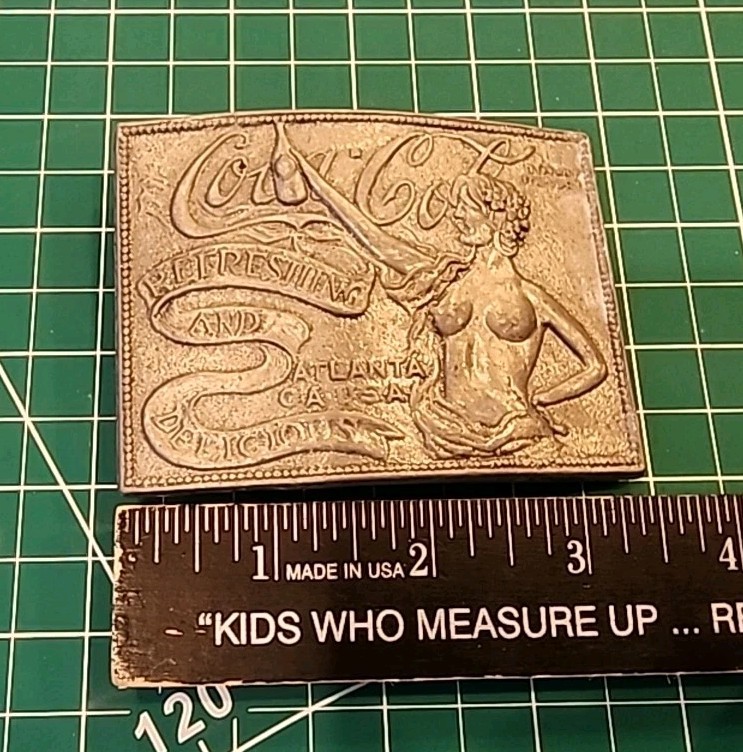 Coca-Cola
REFRESHING
AND
DELICIOUS
ATLANTA
GA USA
1 MADE IN USA 2 3 4
"KIDS WHO MEASURE UP ...
120